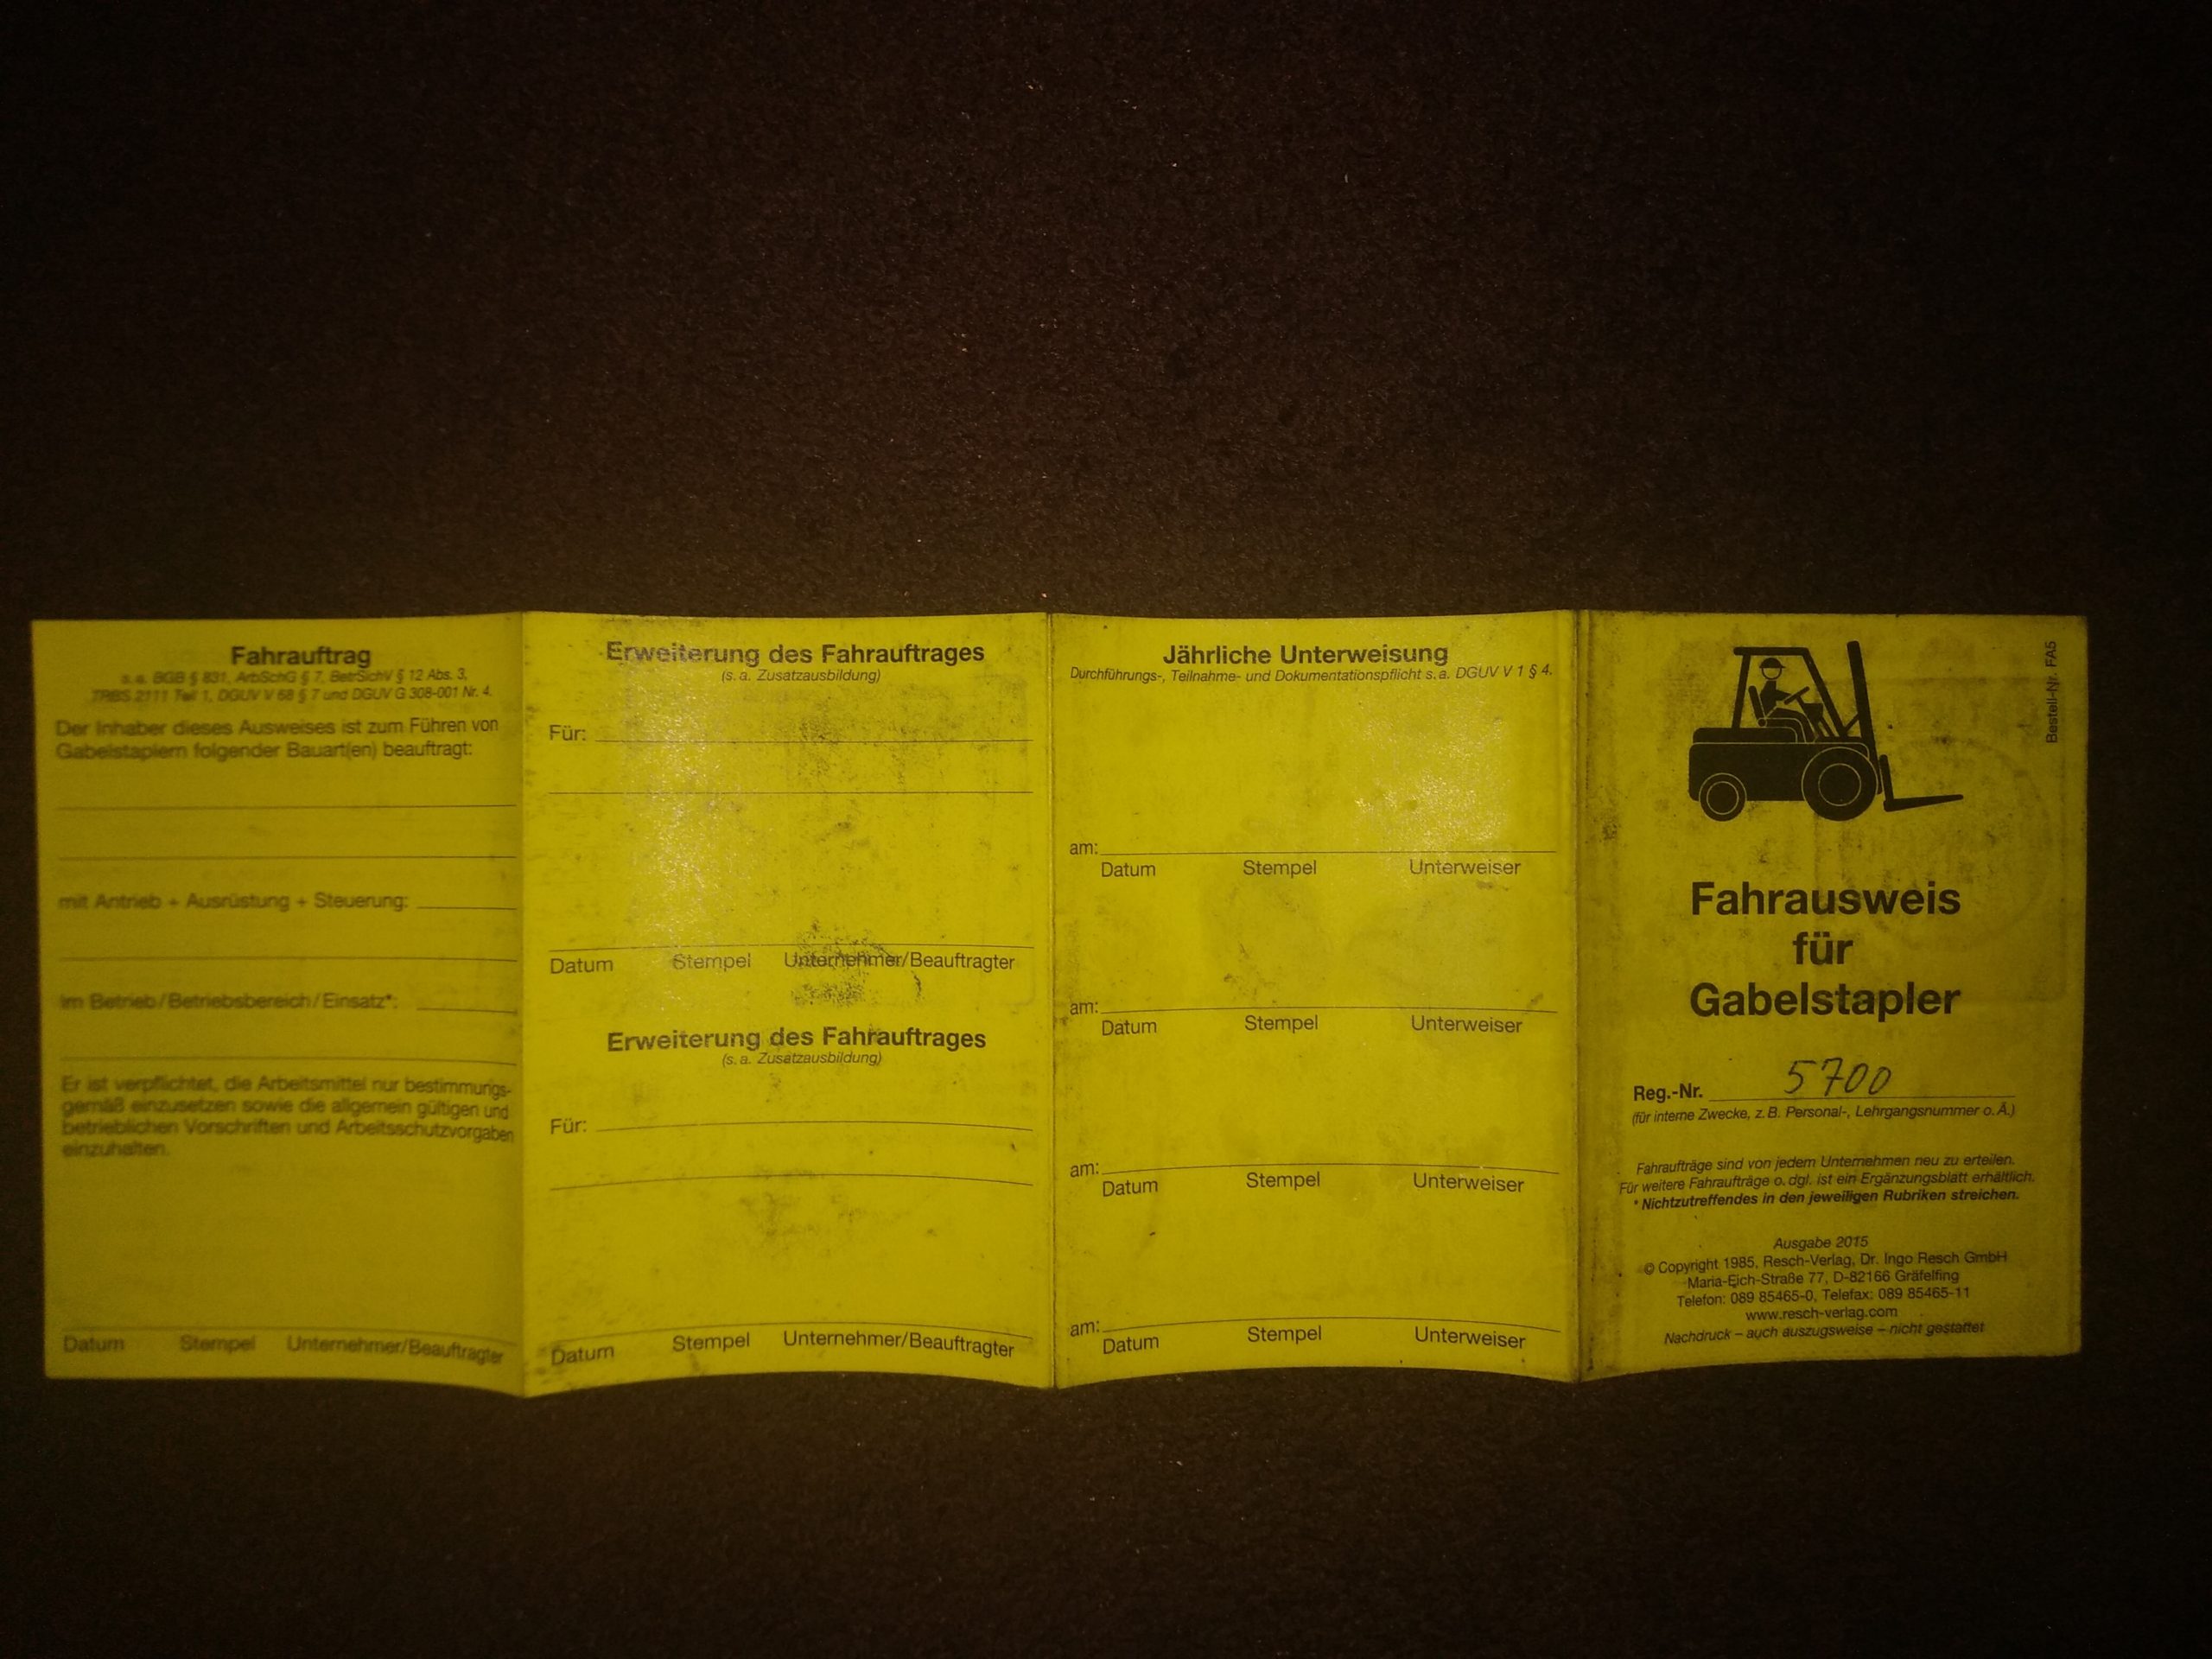 Fahrauftrag
s. a. BGB § 831, ArbSchG § 7, BetrSichV § 12 Abs. 3,
TRBS 2111 Teil 1, DGUV V 68 § 7 und DGUV G 308-001 Nr. 4.
Der Inhaber dieses Ausweises ist zum Führen von
Gabelstaplern folgender Bauart(en) beauftragt:
mit Antrieb + Ausrüstung + Steuerung:
im Betrieb/Betriebsbereich/Einsatz*:
Er ist verpflichtet, die Arbeitsmittel nur bestimmungs-
gemäß einzusetzen sowie die allgemein gültigen und
betrieblichen Vorschriften und Arbeitsschutzvorgaben
einzuhalten.
Datum Stempel Unternehmer/Beauftragter
Erweiterung des Fahrauftrages
(s. a. Zusatzausbildung)
Für:
Datum Stempel Unternehmer/Beauftragter
Erweiterung des Fahrauftrages
(s. a. Zusatzausbildung)
Für:
Datum Stempel Unternehmer/Beauftragter
Jährliche Unterweisung
Durchführungs-, Teilnahme- und Dokumentationspflicht s. a. DGUV V 1 § 4.
am:
Datum Stempel Unterweiser
am:
Datum Stempel Unterweiser
am:
Datum Stempel Unterweiser
am:
Datum Stempel Unterweiser
Bestell-Nr. FA5
Fahrausweis
für
Gabelstapler
Reg.-Nr. 5700
(für interne Zwecke, z. B. Personal-, Lehrgangsnummer o. Ä.)
Fahraufträge sind von jedem Unternehmen neu zu erteilen.
Für weitere Fahraufträge o. dgl. ist ein Ergänzungsblatt erhältlich.
* Nichtzutreffendes in den jeweiligen Rubriken streichen.
Ausgabe 2015
© Copyright 1985, Resch-Verlag, Dr. Ingo Resch GmbH
Maria-Eich-Straße 77, D-82166 Gräfelfing
Telefon: 089 85465-0, Telefax: 089 85465-11
www.resch-verlag.com
Nachdruck – auch auszugsweise – nicht gestattet